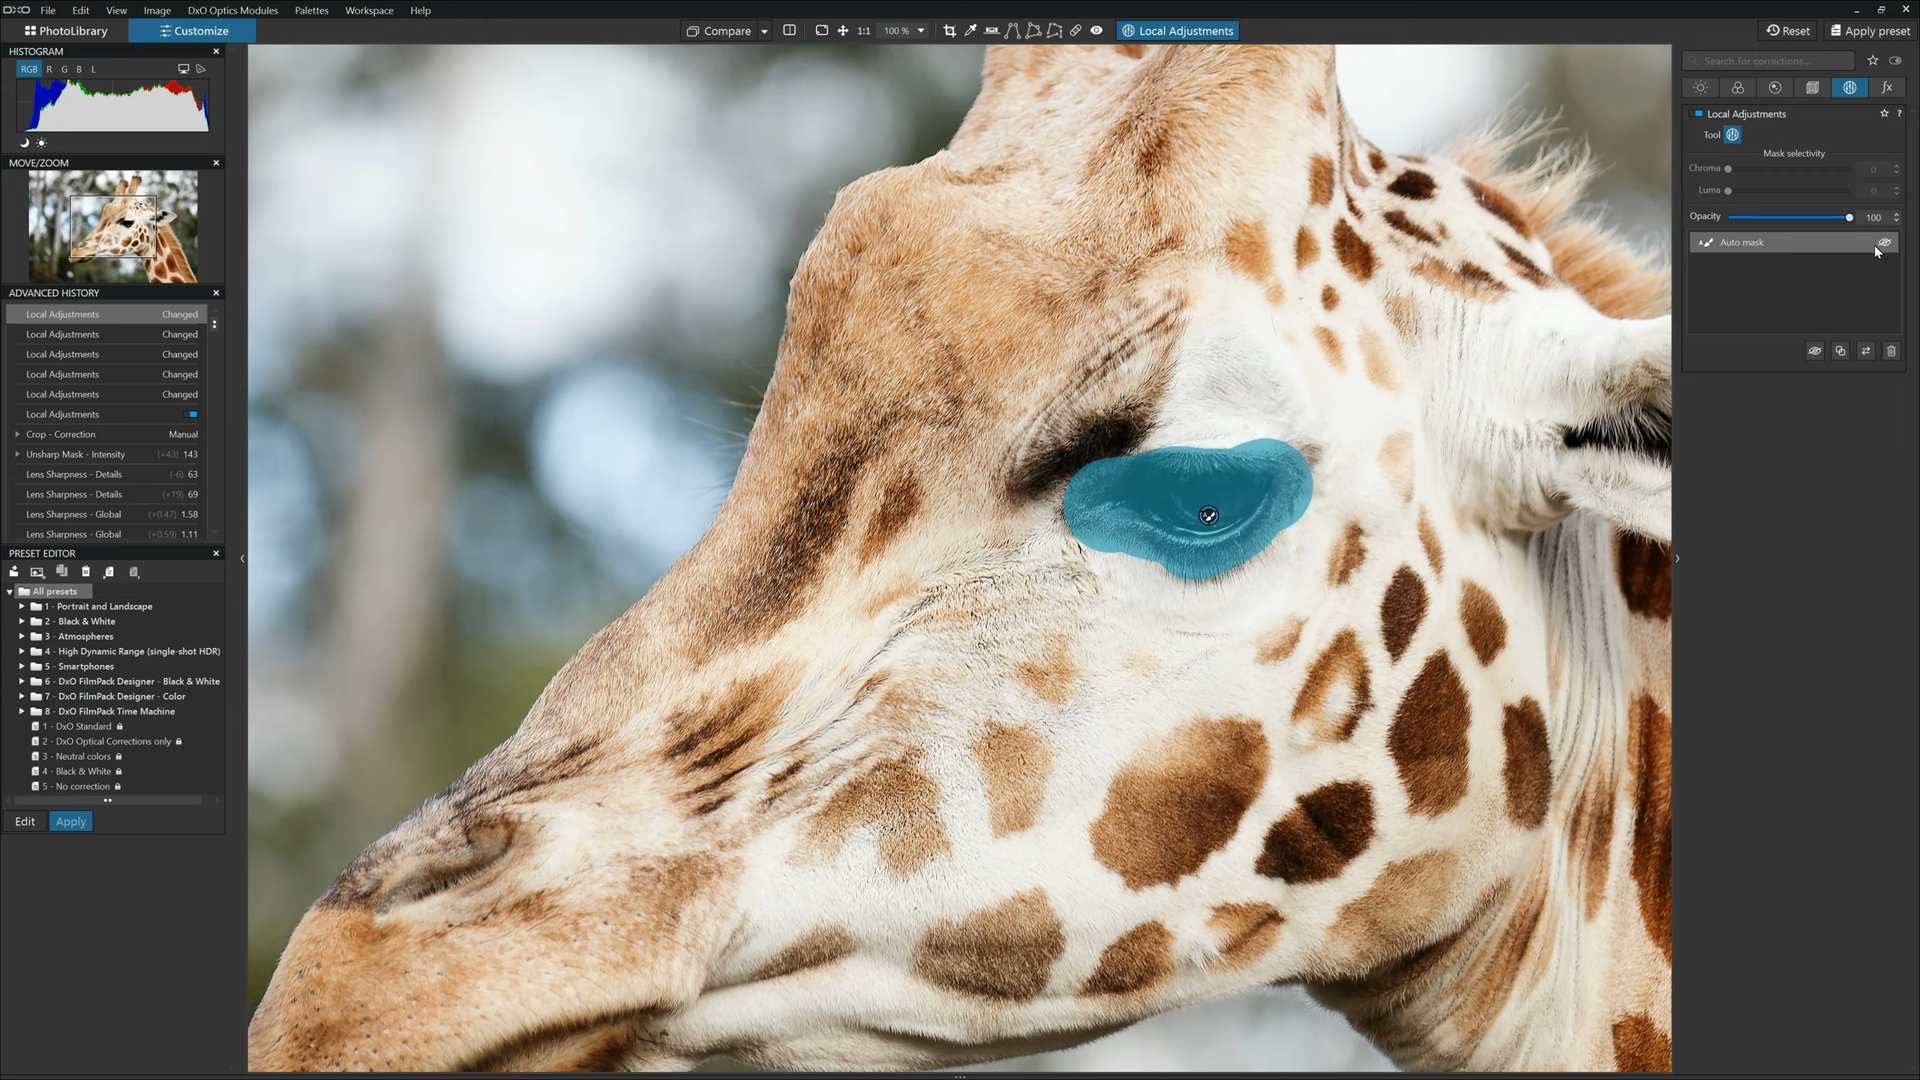 DXO File Edit View Image DxO Optics Modules Palettes Workspace Help
PhotoLibrary Customize Compare 1:1 100 % Local Adjustments Reset Apply preset
HISTOGRAM
RGB R G B L
MOVE/ZOOM
ADVANCED HISTORY
Local Adjustments Changed
Local Adjustments Changed
Local Adjustments Changed
Local Adjustments Changed
Local Adjustments Changed
Local Adjustments
Crop - Correction Manual
Unsharp Mask - Intensity (+43) 143
Lens Sharpness - Details (-6) 63
Lens Sharpness - Details (+19) 69
Lens Sharpness - Global (+0.47) 1.58
Lens Sharpness - Global (+0.59) 1.11
PRESET EDITOR
All presets
1 - Portrait and Landscape
2 - Black & White
3 - Atmospheres
4 - High Dynamic Range (single-shot HDR)
5 - Smartphones
6 - DxO FilmPack Designer - Black & White
7 - DxO FilmPack Designer - Color
8 - DxO FilmPack Time Machine
1 - DxO Standard
2 - DxO Optical Corrections only
3 - Neutral colors
4 - Black & White
5 - No correction
Edit Apply
Search for corrections...
fx
Local Adjustments ?
Tool
Mask selectivity
Chroma 0
Luma 0
Opacity 100
Auto mask